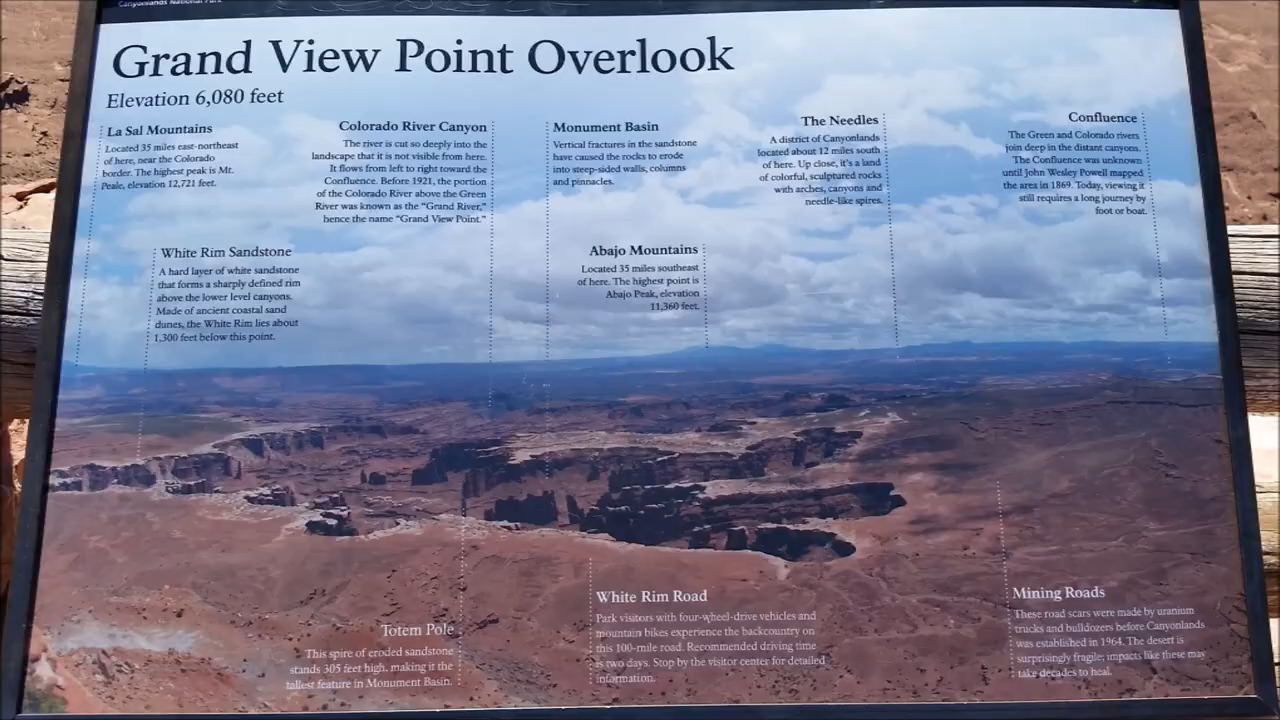 Canyonlands National Park
Grand View Point Overlook
Elevation 6,080 feet
La Sal Mountains
Located 35 miles east-northeast
of here, near the Colorado
border. The highest peak is Mt.
Peale, elevation 12,721 feet.
Colorado River Canyon
The river is cut so deeply into the
landscape that it is not visible from here.
It flows from left to right toward the
Confluence. Before 1921, the portion
of the Colorado River above the Green
River was known as the “Grand River,”
hence the name “Grand View Point.”
Monument Basin
Vertical fractures in the sandstone
have caused the rocks to erode
into steep-sided walls, columns
and pinnacles.
The Needles
A district of Canyonlands
located about 12 miles south
of here. Up close, it’s a land
of colorful, sculptured rocks
with arches, canyons and
needle-like spires.
Confluence
The Green and Colorado rivers
join deep in the distant canyons.
The Confluence was unknown
until John Wesley Powell mapped
the area in 1869. Today, viewing it
still requires a long journey by
foot or boat.
White Rim Sandstone
A hard layer of white sandstone
that forms a sharply defined rim
above the lower level canyons.
Made of ancient coastal sand
dunes, the White Rim lies about
1,300 feet below this point.
Abajo Mountains
Located 35 miles southeast
of here. The highest point is
Abajo Peak, elevation
11,360 feet.
Totem Pole
This spire of eroded sandstone
stands 305 feet high, making it the
tallest feature in Monument Basin.
White Rim Road
Park visitors with four-wheel-drive vehicles and
mountain bikes experience the backcountry on
this 100-mile road. Recommended driving time
is two days. Stop by the visitor center for detailed
information.
Mining Roads
These road scars were made by uranium
trucks and bulldozers before Canyonlands
was established in 1964. The desert is
surprisingly fragile; impacts like these may
take decades to heal.